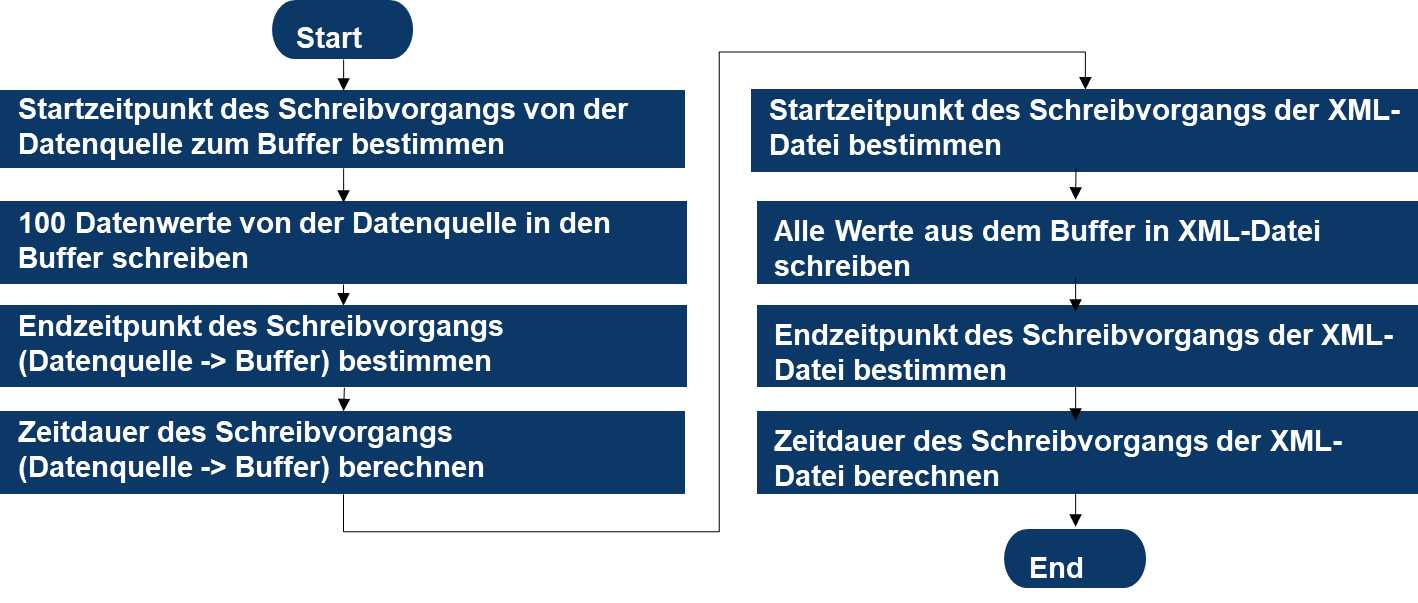 Start
Startzeitpunkt des Schreibvorgangs von der
Datenquelle zum Buffer bestimmen
100 Datenwerte von der Datenquelle in den
Buffer schreiben
Endzeitpunkt des Schreibvorgangs
(Datenquelle -> Buffer) bestimmen
Zeitdauer des Schreibvorgangs
(Datenquelle -> Buffer) berechnen
Startzeitpunkt des Schreibvorgangs der XML-
Datei bestimmen
Alle Werte aus dem Buffer in XML-Datei
schreiben
Endzeitpunkt des Schreibvorgangs der XML-
Datei bestimmen
Zeitdauer des Schreibvorgangs der XML-
Datei berechnen
End